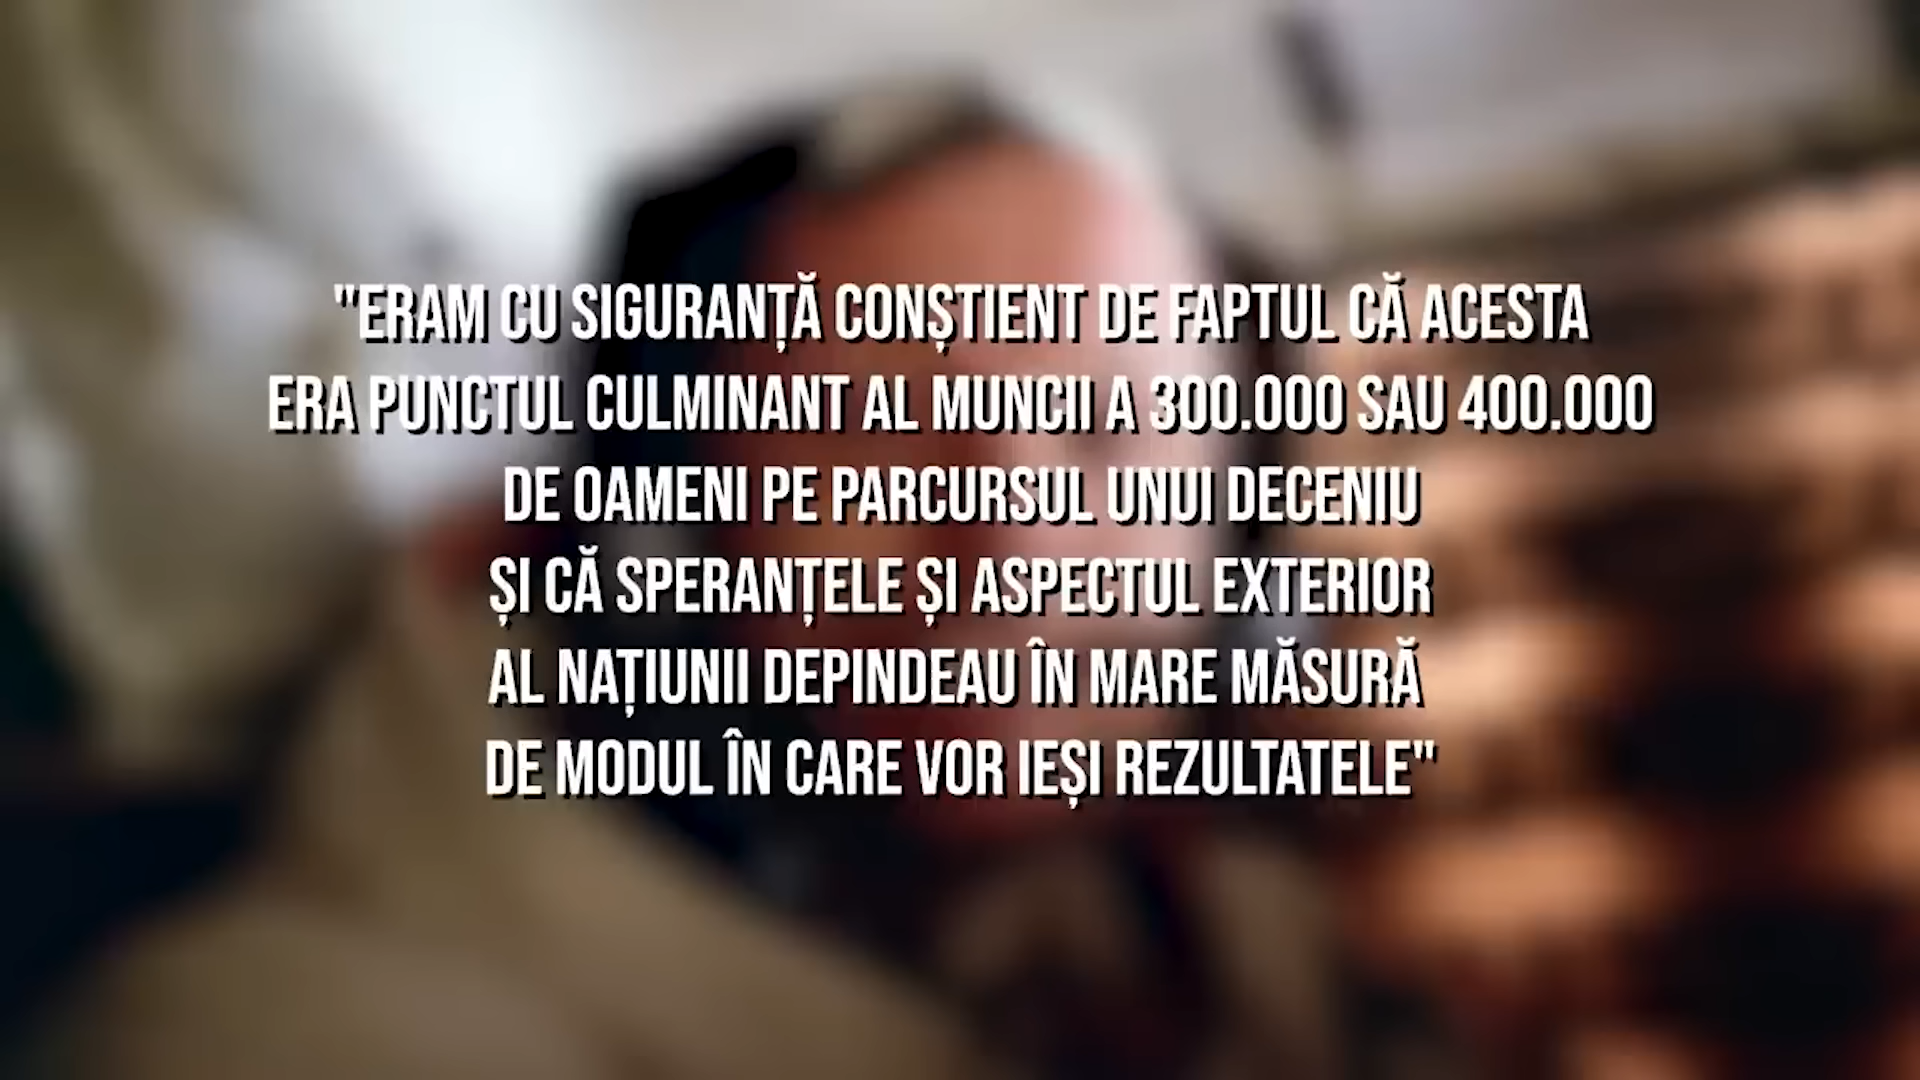 "ERAM CU SIGURANȚĂ CONȘTIENT DE FAPTUL CĂ ACESTA
ERA PUNCTUL CULMINANT AL MUNCII A 300.000 SAU 400.000
DE OAMENI PE PARCURSUL UNUI DECENIU
ȘI CĂ SPERANȚELE ȘI ASPECTUL EXTERIOR
AL NAȚIUNII DEPINDEAU ÎN MARE MĂSURĂ
DE MODUL ÎN CARE VOR IEȘI REZULTATELE"